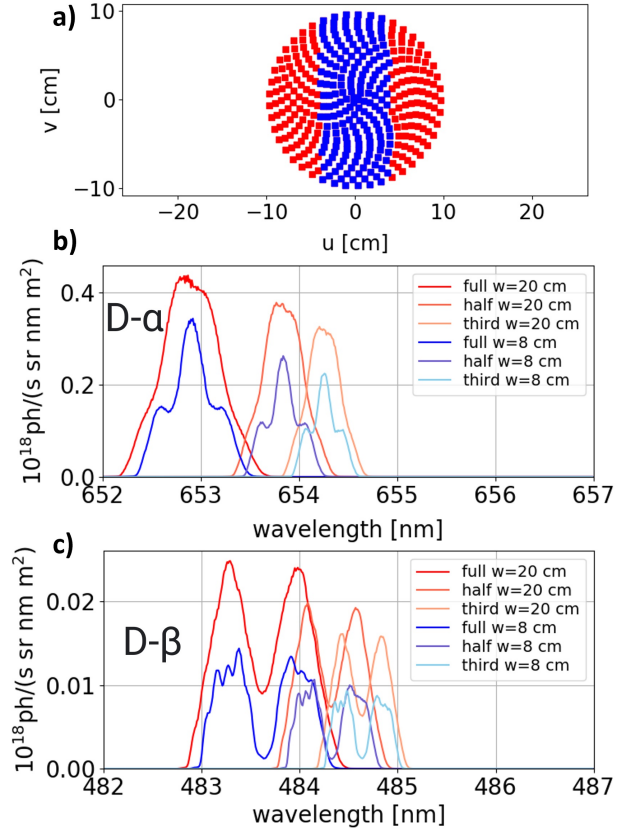 a)
10
0
−10
v [cm]
−20 −10 0 10 20
u [cm]
b)
D-α
full w=20 cm
half w=20 cm
third w=20 cm
full w=8 cm
half w=8 cm
third w=8 cm
0.4
0.2
0.0
10¹⁸ph/(s sr nm m²)
652 653 654 655 656 657
wavelength [nm]
c)
D-β
full w=20 cm
half w=20 cm
third w=20 cm
full w=8 cm
half w=8 cm
third w=8 cm
0.02
0.01
0.00
10¹⁸ph/(s sr nm m²)
482 483 484 485 486 487
wavelength [nm]